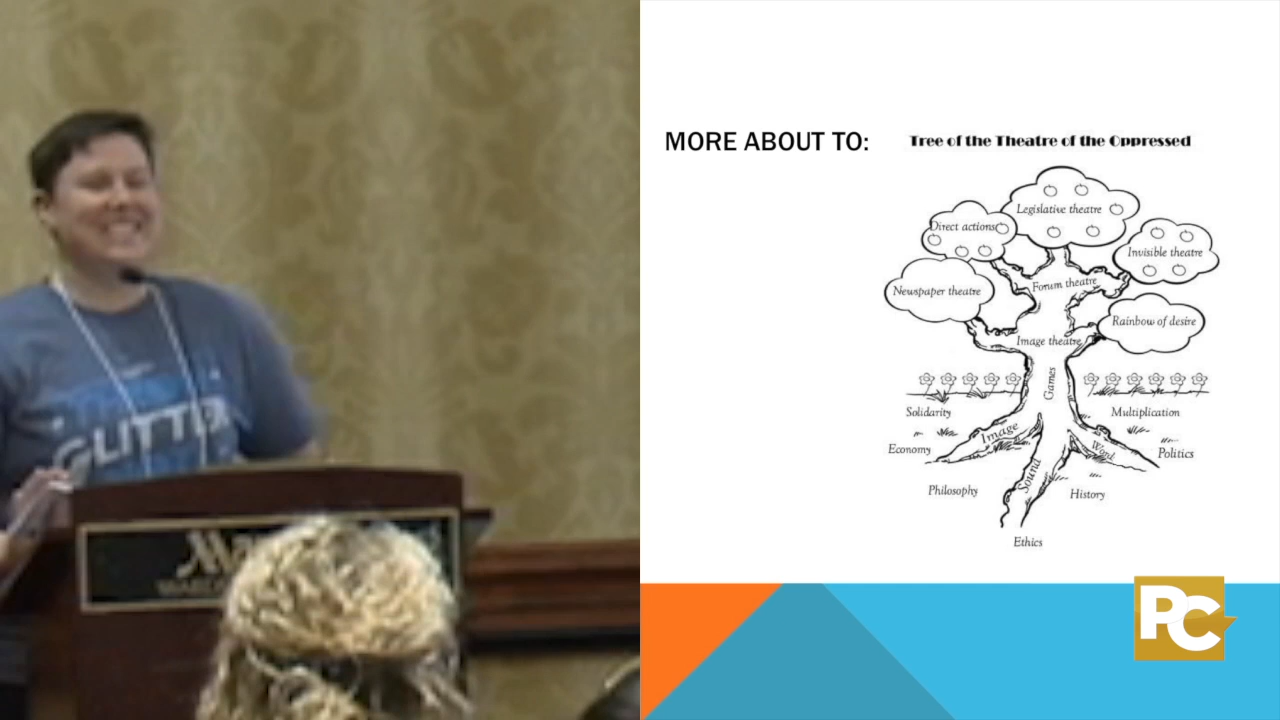 GLITTER
MORE ABOUT TO:
Tree of the Theatre of the Oppressed
Legislative theatre
Direct actions
Invisible theatre
Newspaper theatre
Forum theatre
Rainbow of desire
Image theatre
Games
Solidarity
Multiplication
Image
Word
Economy
Politics
Sound
Philosophy
History
Ethics
PC